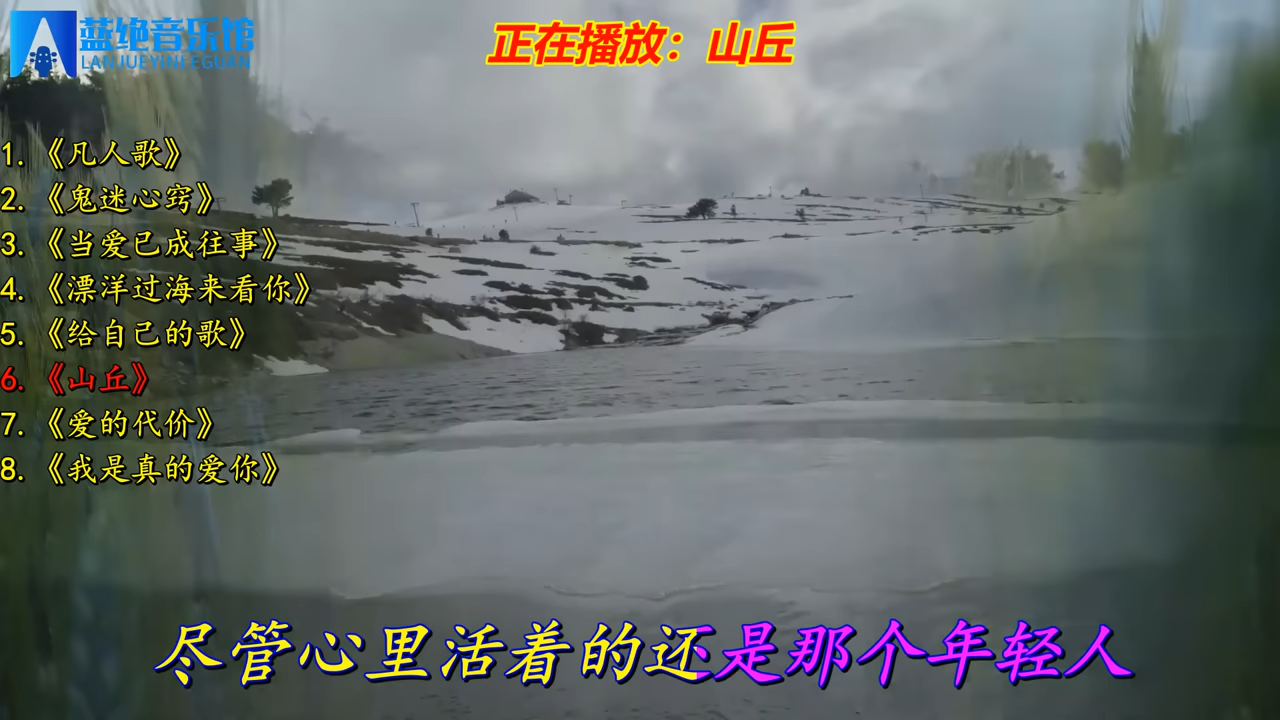 蓝绝音乐馆
LANJUEYINLEGUAN
正在播放：山丘
1.《凡人歌》
2.《鬼迷心窍》
3.《当爱已成往事》
4.《漂洋过海来看你》
5.《给自己的歌》
6.《山丘》
7.《爱的代价》
8.《我是真的爱你》
尽管心里活着的还是那个年轻人